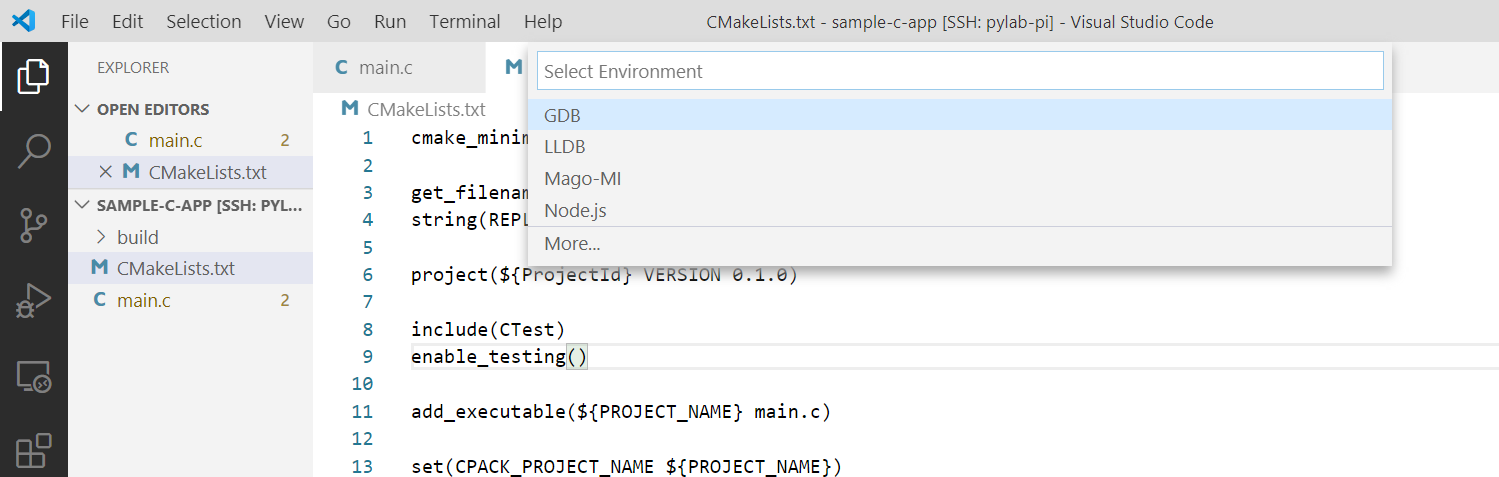 File Edit Selection View Go Run Terminal Help CMakeLists.txt - sample-c-app [SSH: pylab-pi] - Visual Studio Code
EXPLORER
OPEN EDITORS
C main.c 2
M CMakeLists.txt
SAMPLE-C-APP [SSH: PYL...
build
M CMakeLists.txt
C main.c 2
C main.c
M
Select Environment
GDB
LLDB
Mago-MI
Node.js
More...
M CMakeLists.txt
1 cmake_minim
2
3 get_filenam
4 string(REPL
5
6 project(${ProjectId} VERSION 0.1.0)
7
8 include(CTest)
9 enable_testing()
10
11 add_executable(${PROJECT_NAME} main.c)
12
13 set(CPACK_PROJECT_NAME ${PROJECT_NAME})